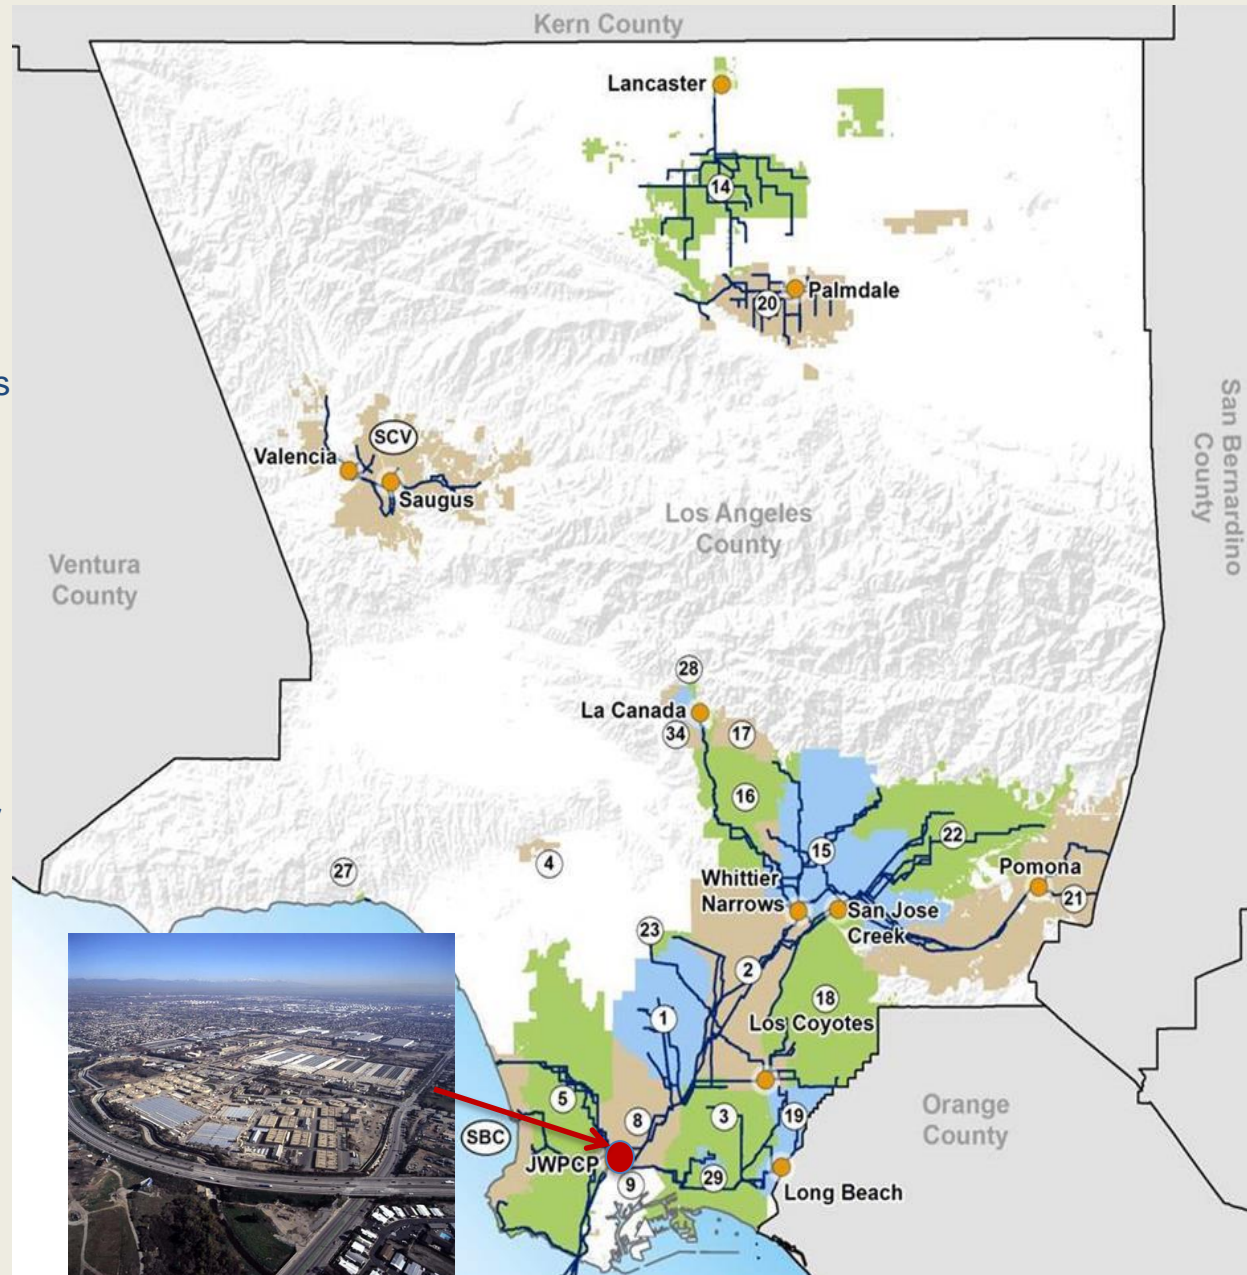 Kern County
Lancaster
14
20
Palmdale
s
San Bernardino
County
SCV
Valencia
Saugus
Los Angeles
County
Ventura
County
28
La Canada
34
17
16
15
22
4
27
Whittier
Narrows
Pomona
21
San Jose
Creek
23
2
18
1
Los Coyotes
5
8
3
19
Orange
County
SBC
JWPCP
9
29
Long Beach